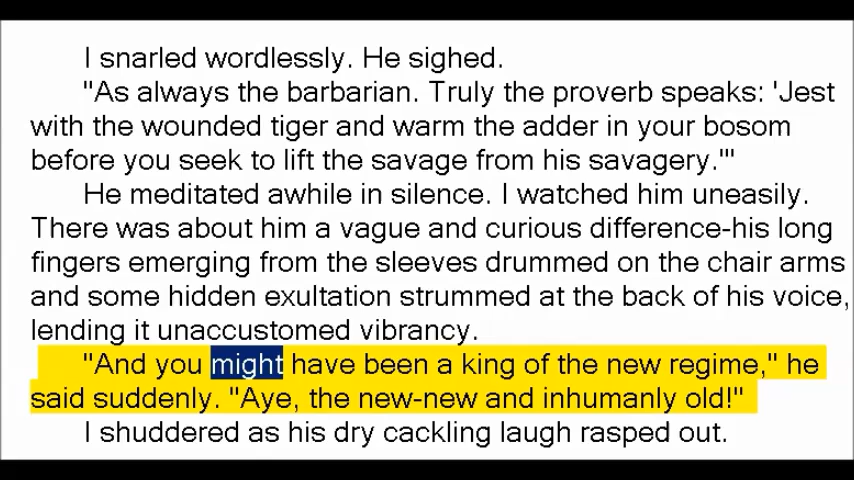 I snarled wordlessly. He sighed.
"As always the barbarian. Truly the proverb speaks: 'Jest
with the wounded tiger and warm the adder in your bosom
before you seek to lift the savage from his savagery.'"
He meditated awhile in silence. I watched him uneasily.
There was about him a vague and curious difference-his long
fingers emerging from the sleeves drummed on the chair arms
and some hidden exultation strummed at the back of his voice,
lending it unaccustomed vibrancy.
"And you might have been a king of the new regime," he
said suddenly. "Aye, the new-new and inhumanly old!"
I shuddered as his dry cackling laugh rasped out.